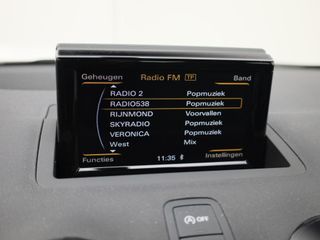 Geheugen Radio FM TP Band
RADIO 2 Popmuziek
RADIO538 Popmuziek
RIJNMOND Voorvallen
SKYRADIO Popmuziek
VERONICA Popmuziek
West Mix
Functies 11:35 Instellingen
OFF